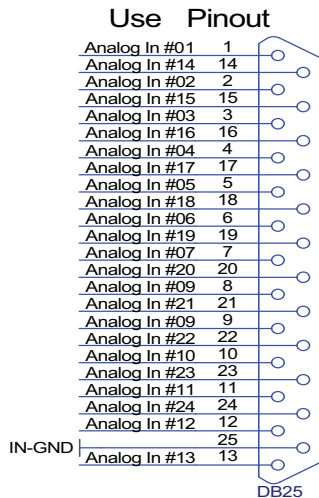 Use Pinout
Analog In #01 1
Analog In #14 14
Analog In #02 2
Analog In #15 15
Analog In #03 3
Analog In #16 16
Analog In #04 4
Analog In #17 17
Analog In #05 5
Analog In #18 18
Analog In #06 6
Analog In #19 19
Analog In #07 7
Analog In #20 20
Analog In #09 8
Analog In #21 21
Analog In #09 9
Analog In #22 22
Analog In #10 10
Analog In #23 23
Analog In #11 11
Analog In #24 24
Analog In #12 12
IN-GND 25
Analog In #13 13
DB25